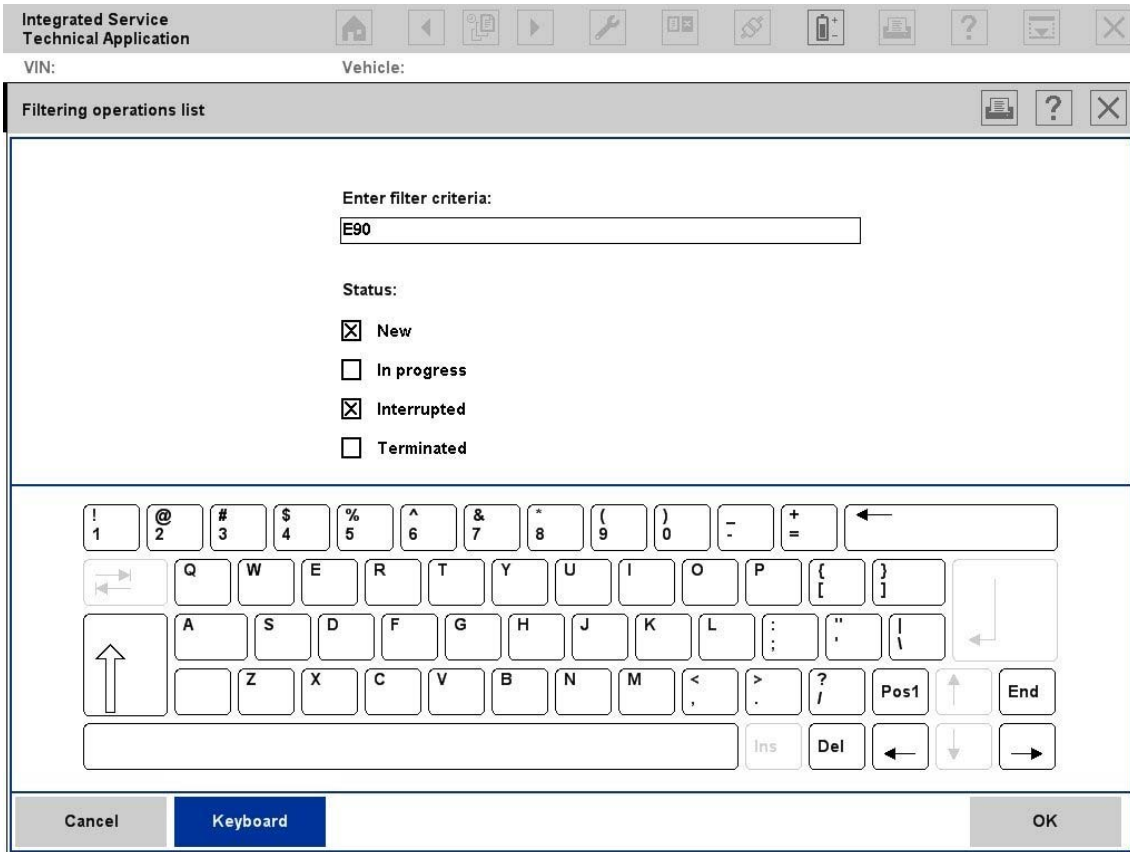 Integrated Service
Technical Application
VIN:
Vehicle:
Filtering operations list
?
Enter filter criteria:
E90
Status:
New
In progress
Interrupted
Terminated
! @ # $ % ^ & * ( ) _ +
1 2 3 4 5 6 7 8 9 0 - =
Q W E R T Y U I O P { }
[ ]
A S D F G H J K L : " |
; ' \
Z X C V B N M < > ?
, . / Pos1 End
Ins Del
Cancel
Keyboard
OK